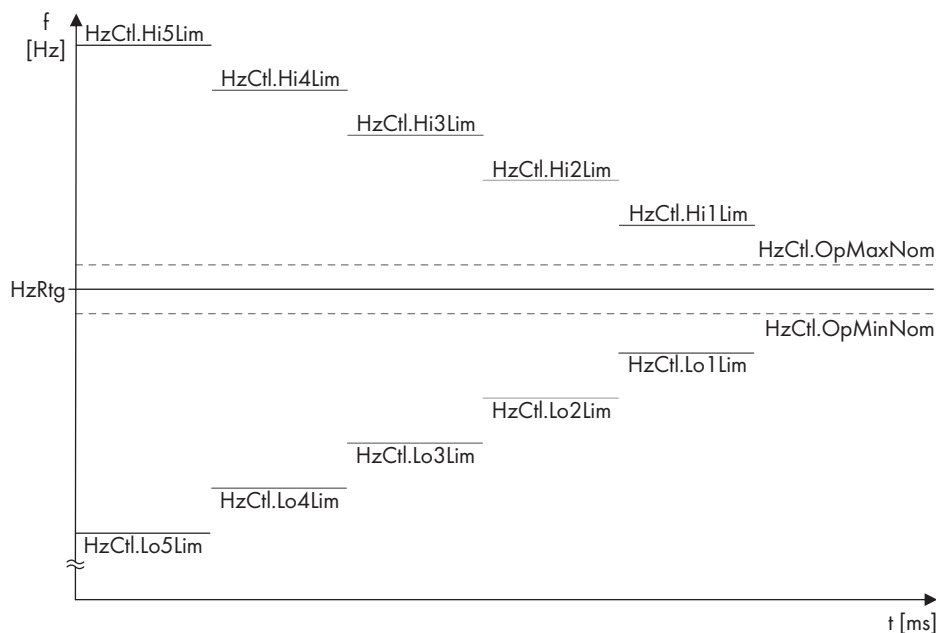 f
[Hz]
HzCtl.Hi5Lim
HzCtl.Hi4Lim
HzCtl.Hi3Lim
HzCtl.Hi2Lim
HzCtl.Hi1Lim
HzCtl.OpMaxNom
HzRtg
HzCtl.OpMinNom
HzCtl.Lo1Lim
HzCtl.Lo2Lim
HzCtl.Lo3Lim
HzCtl.Lo4Lim
HzCtl.Lo5Lim
t [ms]